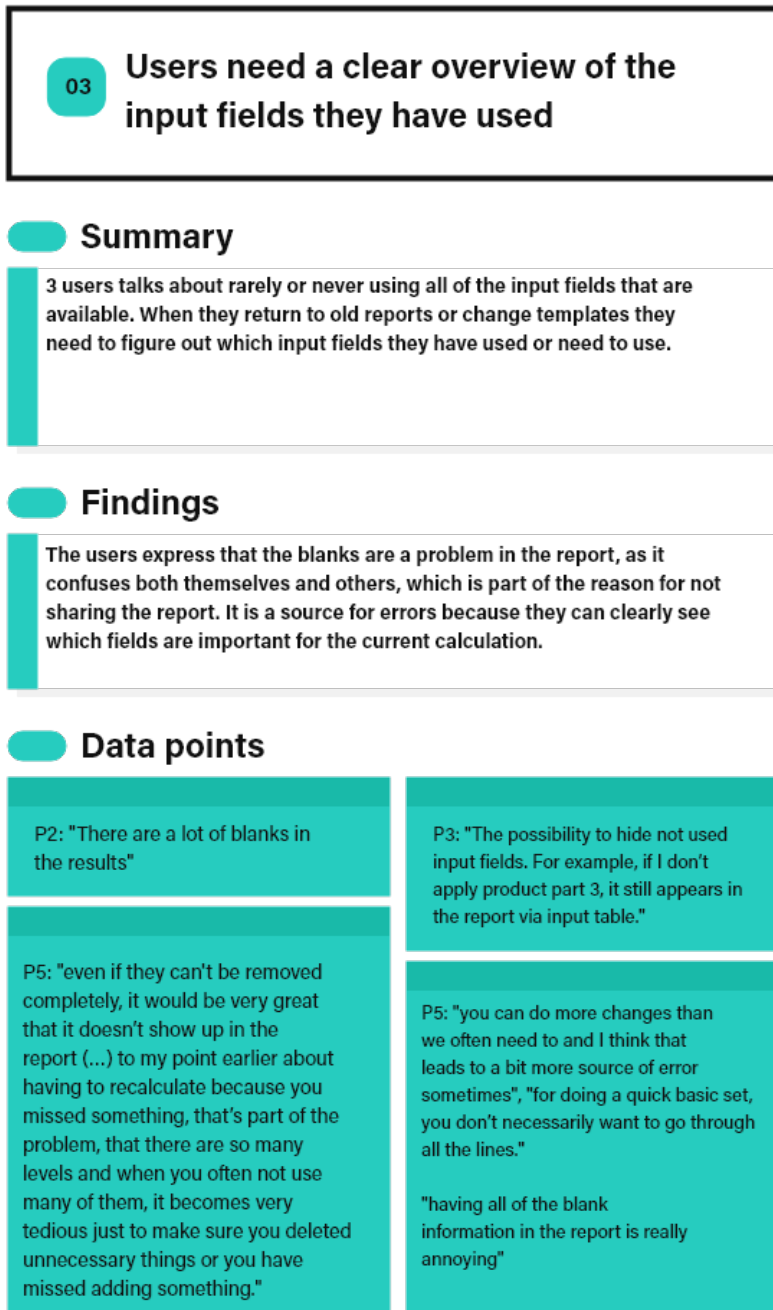 03
Users need a clear overview of the
input fields they have used
Summary
3 users talks about rarely or never using all of the input fields that are
available. When they return to old reports or change templates they
need to figure out which input fields they have used or need to use.
Findings
The users express that the blanks are a problem in the report, as it
confuses both themselves and others, which is part of the reason for not
sharing the report. It is a source for errors because they can clearly see
which fields are important for the current calculation.
Data points
P2: "There are a lot of blanks in
the results"
P5: "even if they can't be removed
completely, it would be very great
that it doesn't show up in the
report (...) to my point earlier about
having to recalculate because you
missed something, that's part of the
problem, that there are so many
levels and when you often not use
many of them, it becomes very
tedious just to make sure you deleted
unnecessary things or you have
missed adding something."
P3: "The possibility to hide not used
input fields. For example, if I don't
apply product part 3, it still appears in
the report via input table."
P5: "you can do more changes than
we often need to and I think that
leads to a bit more source of error
sometimes", "for doing a quick basic set,
you don't necessarily want to go through
all the lines."
"having all of the blank
information in the report is really
annoying"